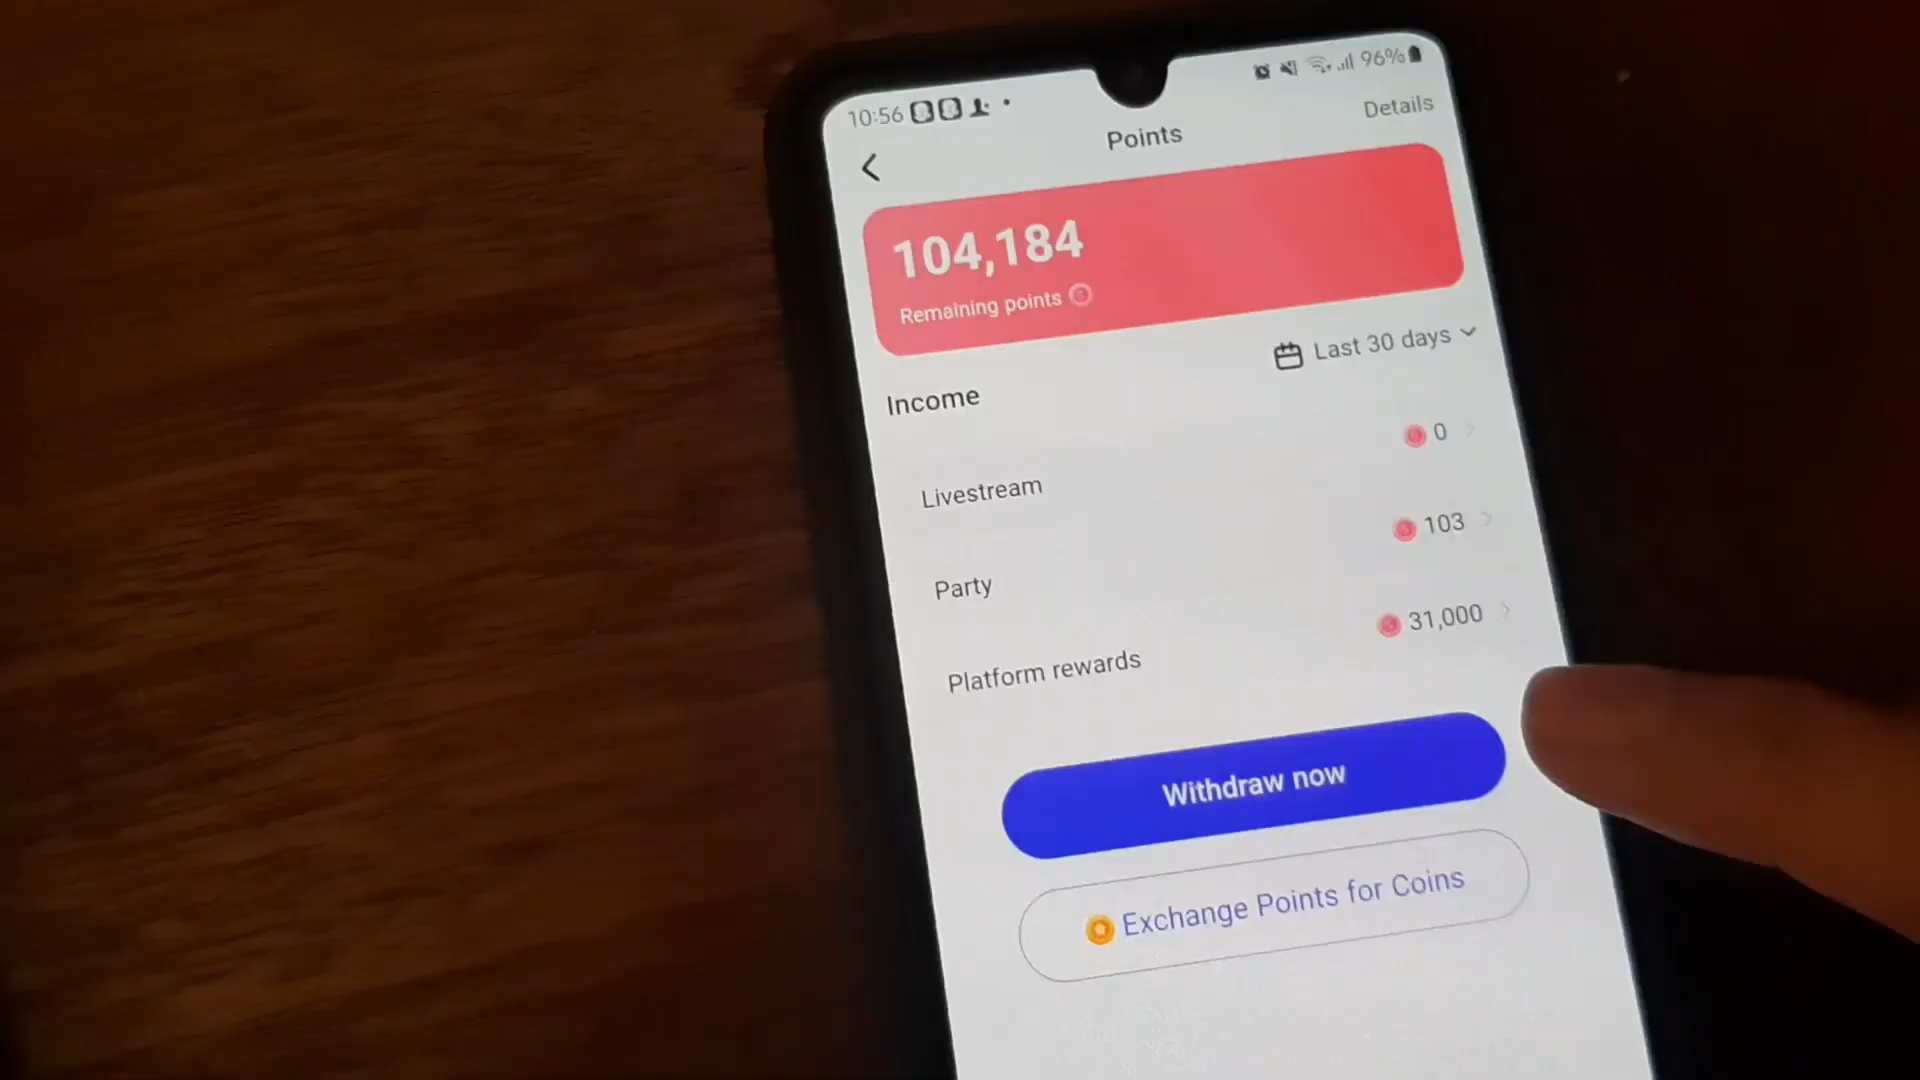 10:56
96%
Points
Details
104,184
Remaining points
Last 30 days
Income
0
Livestream
103
Party
31,000
Platform rewards
Withdraw now
Exchange Points for Coins